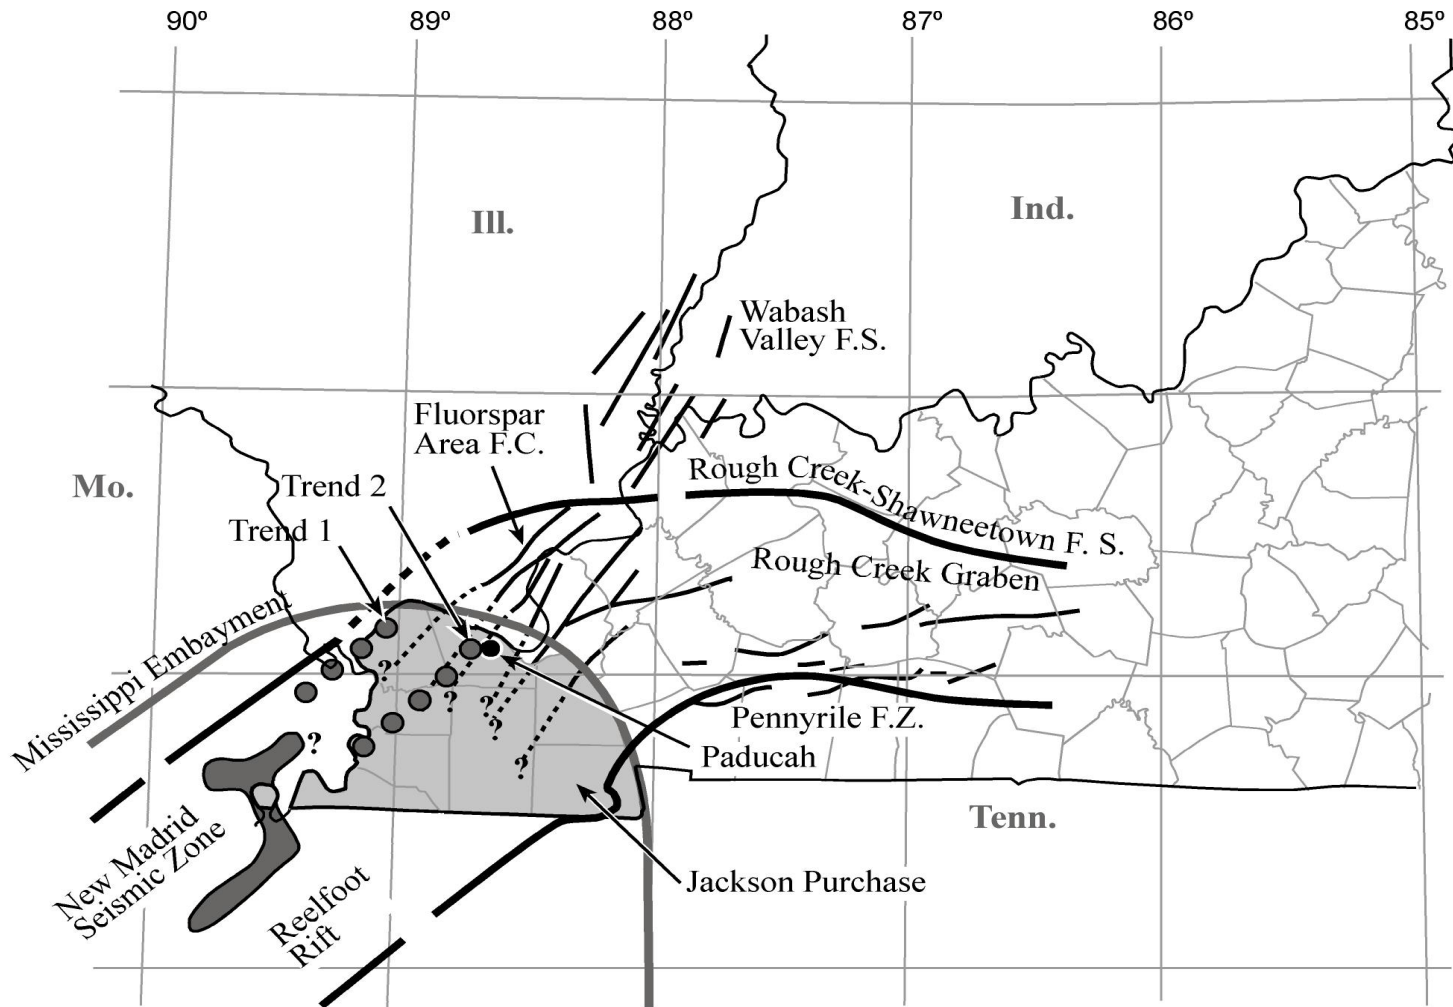 90º 89º 88º 87º 86º 85º
Ill.
Ind.
Wabash
Valley F.S.
Fluorspar
Area F.C.
Mo.
Trend 2
Trend 1
Rough Creek-Shawneetown F. S.
Rough Creek Graben
Mississippi Embayment
?
?
?
?
?
?
Pennyrile F.Z.
Paducah
New Madrid
Seismic Zone
Tenn.
Jackson Purchase
Reelfoot
Rift